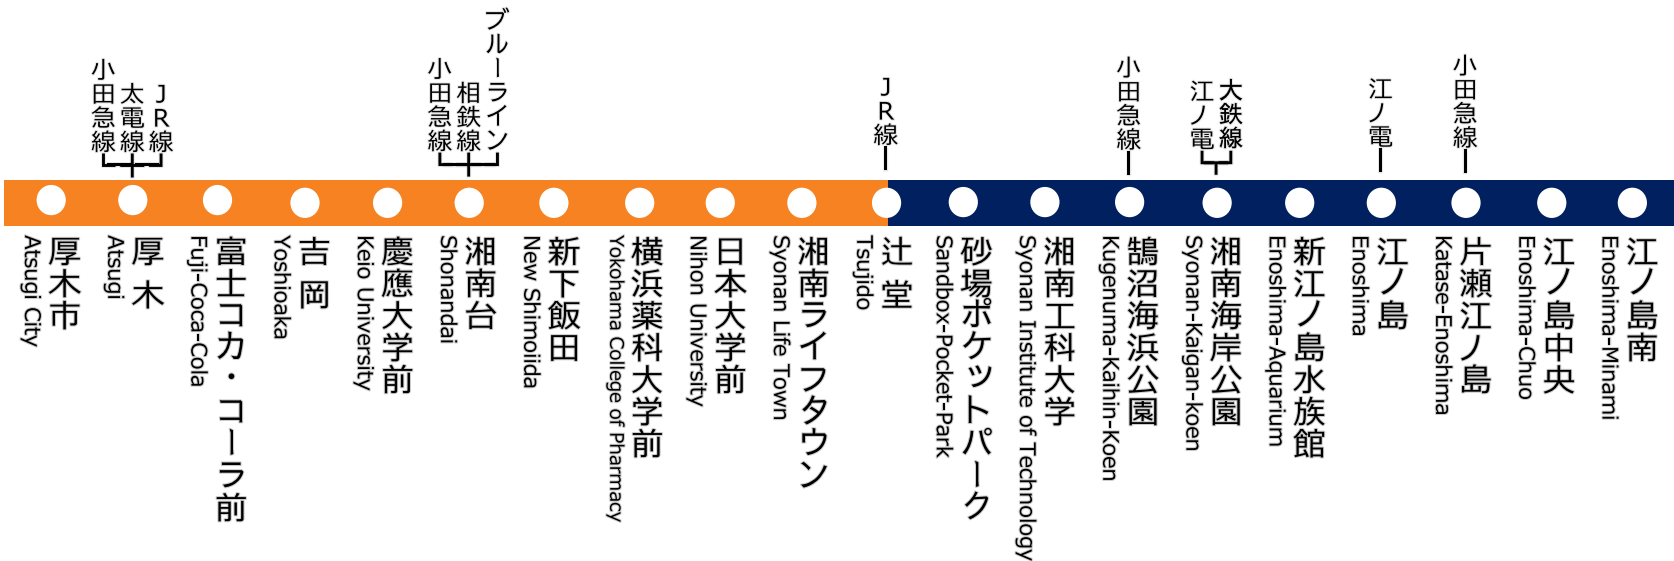 小田急線
太電線
JR線
小田急線
相鉄線
ブルーライン
JR線
小田急線
江ノ電
大鉄線
江ノ電
小田急線
厚木市
Atsugi City
厚木
Atsugi
富士コカ・コーラ前
Fuji-Coca-Cola
吉岡
Yoshioaka
慶應大学前
Keio University
湘南台
Shonandai
新下飯田
New Shimoiida
横浜薬科大学前
Yokohama College of Pharmacy
日本大学前
Nihon University
湘南ライフタウン
Syonan Life Town
辻堂
Tsujido
砂場ポケットパーク
Sandbox-Pocket-Park
湘南工科大学
Syonan Institute of Technology
鵠沼海浜公園
Kugenuma-Kaihin-Koen
湘南海岸公園
Syonan-Kaigan-koen
新江ノ島水族館
Enoshima-Aquarium
江ノ島
Enoshima
片瀬江ノ島
Katase-Enoshima
江ノ島中央
Enoshima-Chuo
江ノ島南
Enoshima-Minami